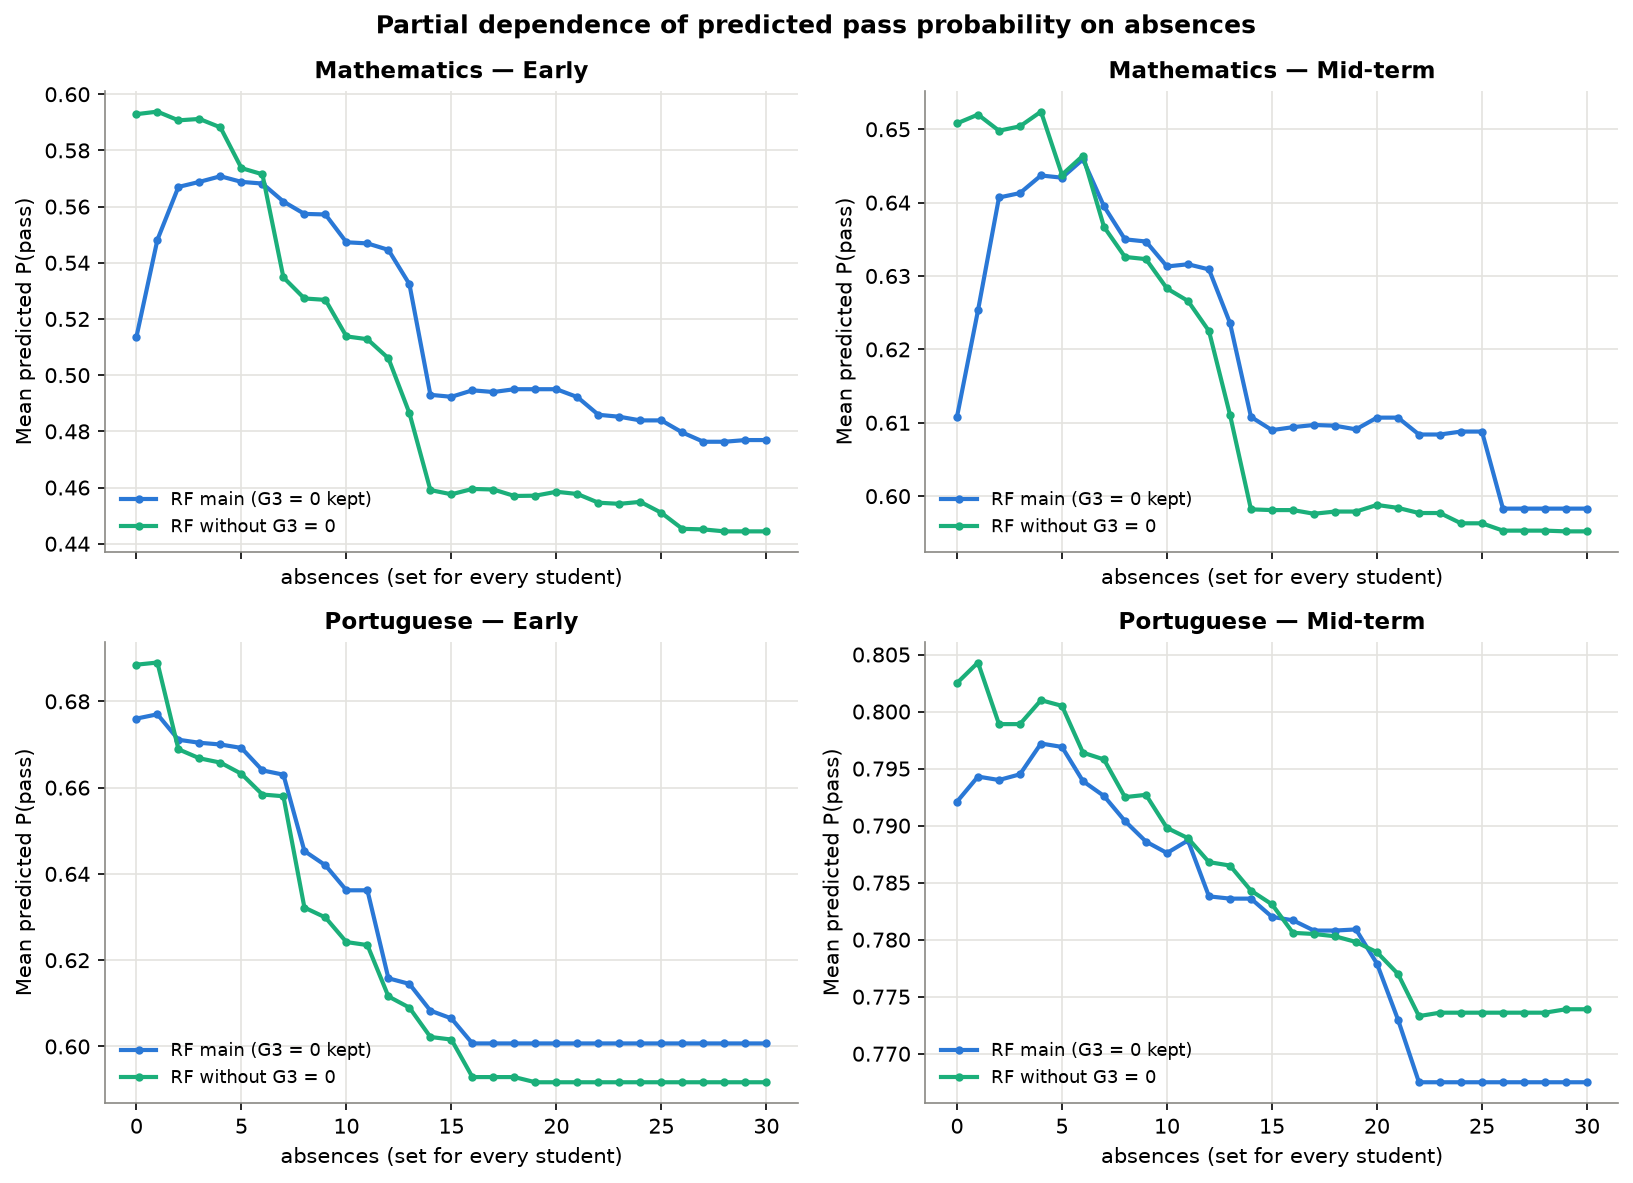 Partial dependence of predicted pass probability on absences
Mathematics — Early
Mean predicted P(pass)
0.60
0.58
0.56
0.54
0.52
0.50
0.48
0.46
0.44
RF main (G3 = 0 kept)
RF without G3 = 0
absences (set for every student)
Mathematics — Mid-term
Mean predicted P(pass)
0.65
0.64
0.63
0.62
0.61
0.60
RF main (G3 = 0 kept)
RF without G3 = 0
absences (set for every student)
Portuguese — Early
Mean predicted P(pass)
0.68
0.66
0.64
0.62
0.60
RF main (G3 = 0 kept)
RF without G3 = 0
0 5 10 15 20 25 30
absences (set for every student)
Portuguese — Mid-term
Mean predicted P(pass)
0.805
0.800
0.795
0.790
0.785
0.780
0.775
0.770
RF main (G3 = 0 kept)
RF without G3 = 0
0 5 10 15 20 25 30
absences (set for every student)